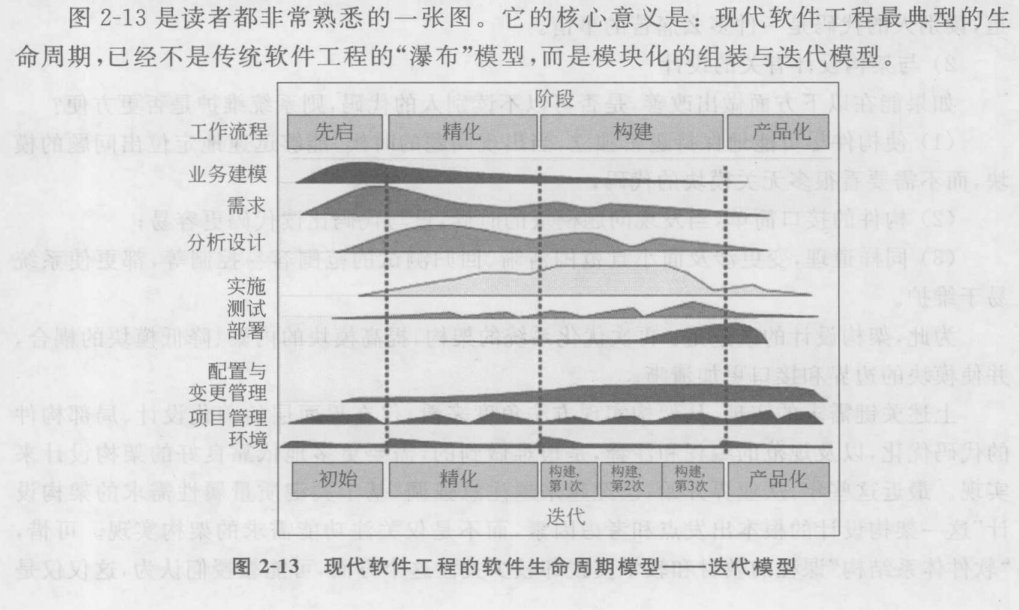 图 2-13 是读者都非常熟悉的一张图。它的核心意义是：现代软件工程最典型的生
命周期，已经不是传统软件工程的“瀑布”模型，而是模块化的组装与迭代模型。
阶段
工作流程 先启 精化 构建 产品化
业务建模
需求
分析设计
实施
测试
部署
配置与
变更管理
项目管理
环境
初始 精化 构建，第1次 构建，第2次 构建，第3次 产品化
迭代
图 2-13 现代软件工程的软件生命周期模型——迭代模型